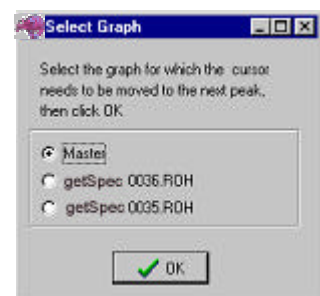 Select Graph
Select the graph for which the cursor
needs to be moved to the next peak,
then click OK
Master
getSpec 0036.ROH
getSpec 0035.ROH
OK